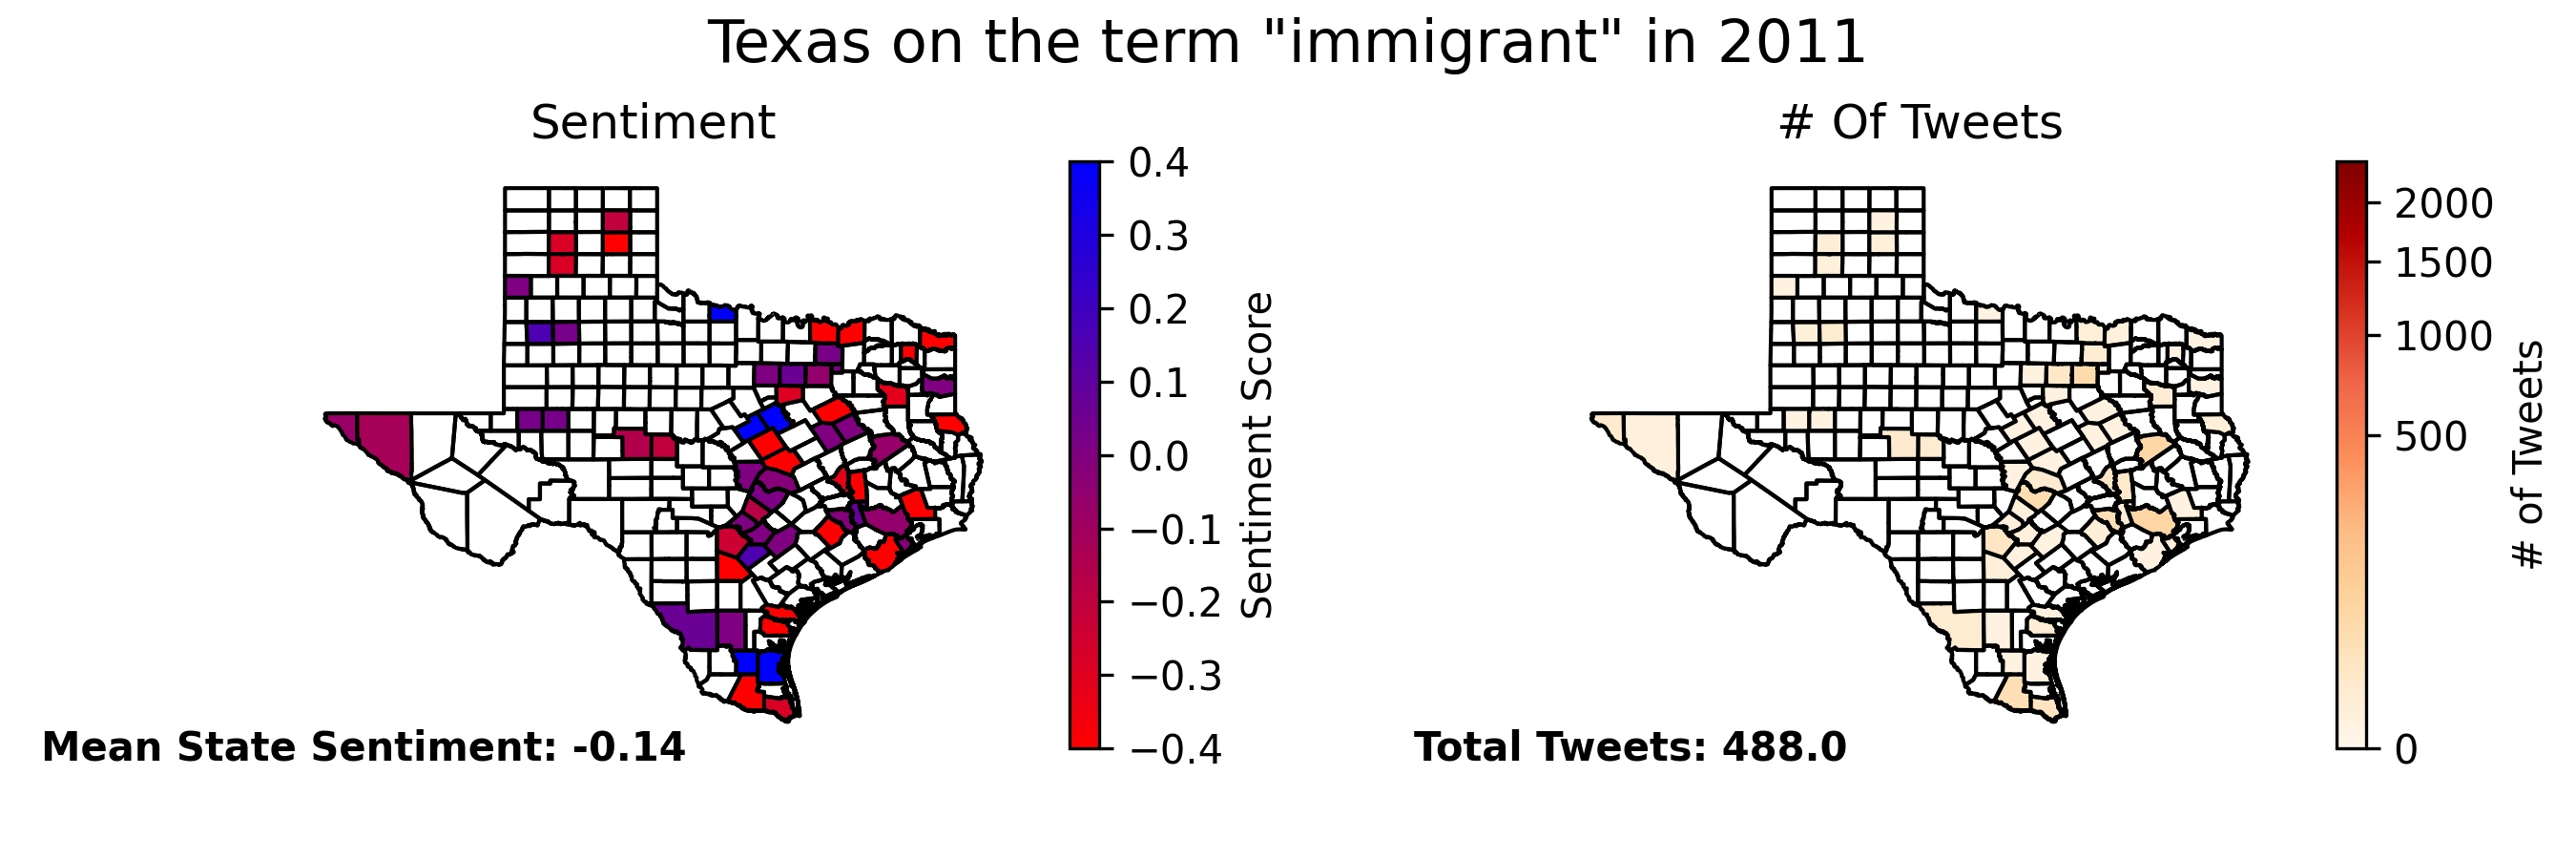 Texas on the term "immigrant" in 2011
Sentiment
0.4
0.3
0.2
0.1
0.0
−0.1
−0.2
−0.3
−0.4
Sentiment Score
Mean State Sentiment: -0.14
# Of Tweets
2000
1500
1000
500
0
# of Tweets
Total Tweets: 488.0